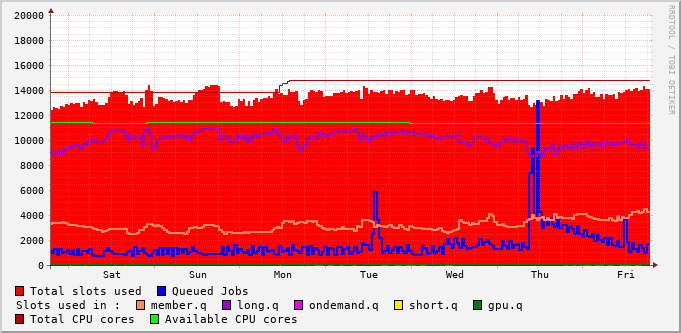 20000
18000
16000
14000
12000
10000
8000
6000
4000
2000
0
Sat Sun Mon Tue Wed Thu Fri
RRDTOOL / TOBI OETIKER
Total slots used Queued Jobs
Slots used in : member.q long.q ondemand.q short.q gpu.q
Total CPU cores Available CPU cores